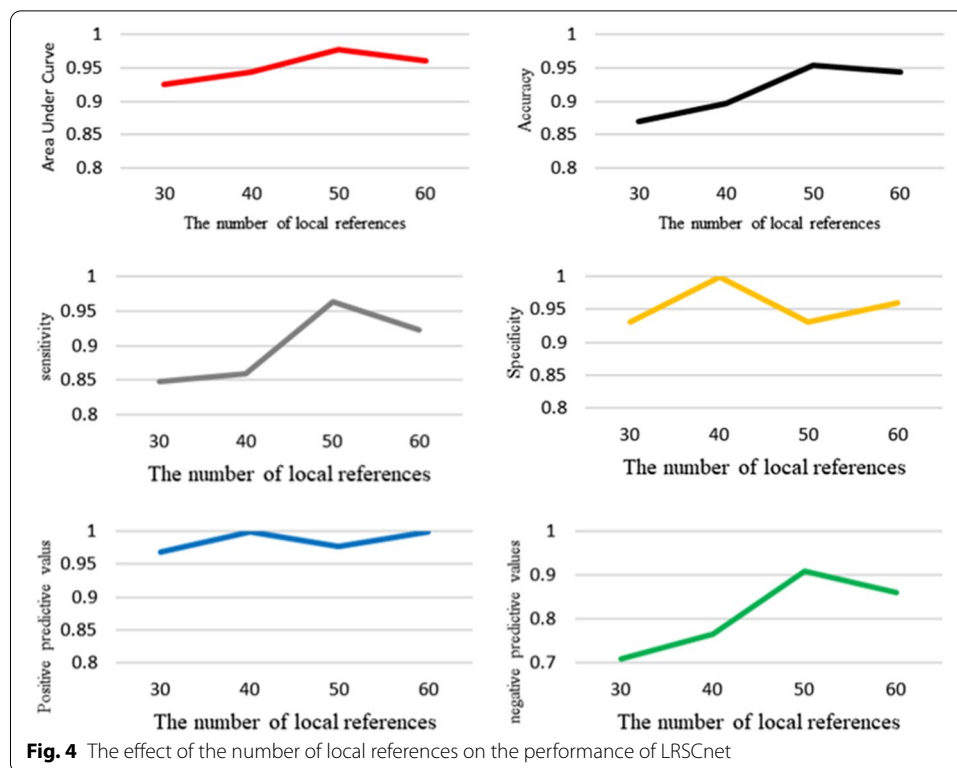 Area Under Curve
1
0.95
0.9
0.85
0.8
30 40 50 60
The number of local references
Accuracy
1
0.95
0.9
0.85
0.8
30 40 50 60
The number of local references
sensitivity
1
0.95
0.9
0.85
0.8
30 40 50 60
The number of local references
Specificity
1
0.95
0.9
0.85
0.8
30 40 50 60
The number of local references
Positive predictive valus
1
0.95
0.9
0.85
0.8
30 40 50 60
The number of local references
negative predictive values
1
0.9
0.8
0.7
30 40 50 60
The number of local references
Fig. 4 The effect of the number of local references on the performance of LRSCnet